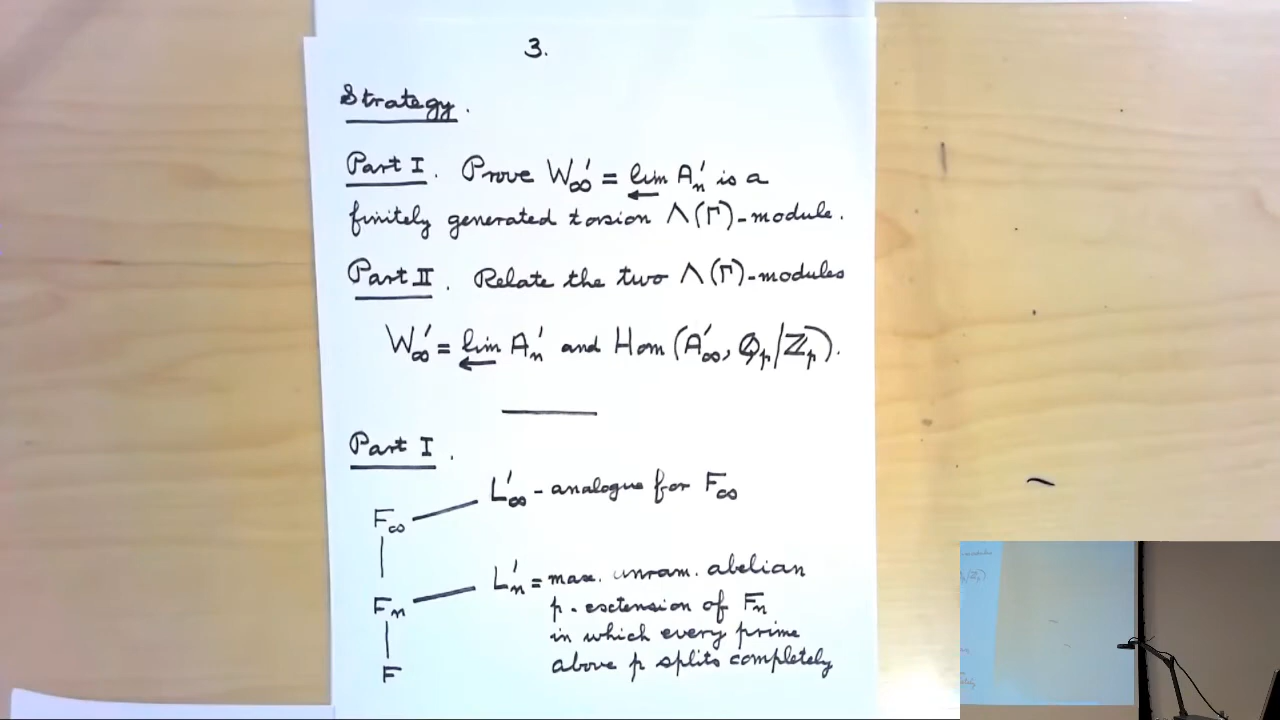 3.
Strategy.
Part I. Prove W'∞ = lim← A'n is a
finitely generated torsion Λ(Γ)-module.
Part II. Relate the two Λ(Γ)-modules
W'∞ = lim← A'n and Hom(A'∞, ℚp/ℤp).
Part I.
L'∞ - analogue for F∞
F∞
L'n = max. unram. abelian
Fn p-extension of Fn
in which every prime
above p splits completely
F